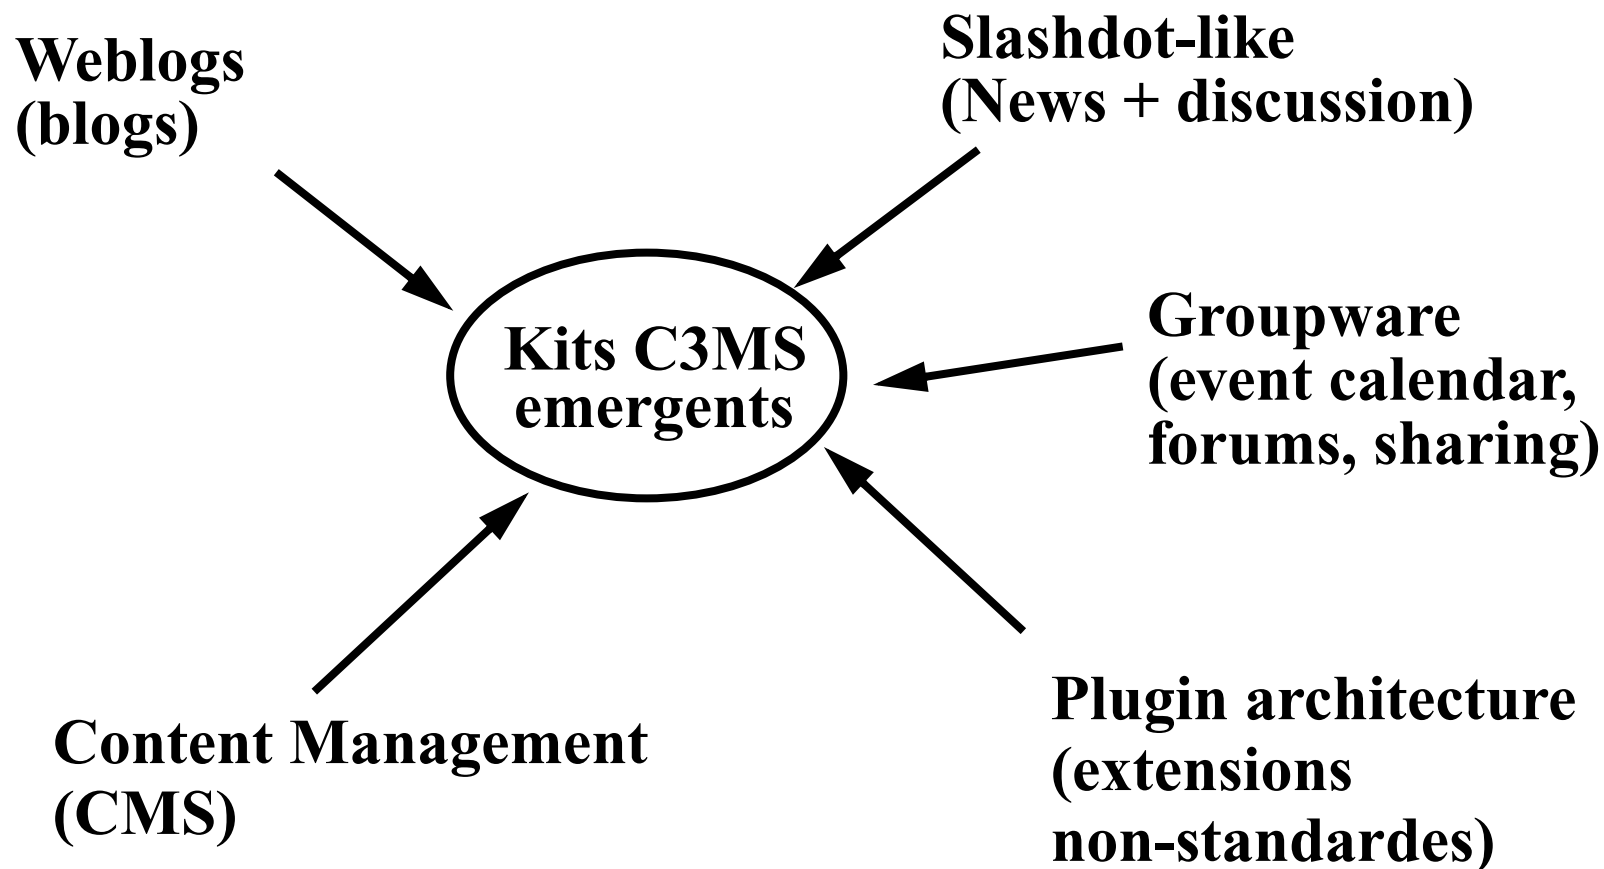 Weblogs
(blogs)
Slashdot-like
(News + discussion)
Kits C3MS
emergents
Groupware
(event calendar,
forums, sharing)
Content Management
(CMS)
Plugin architecture
(extensions
non-standardes)